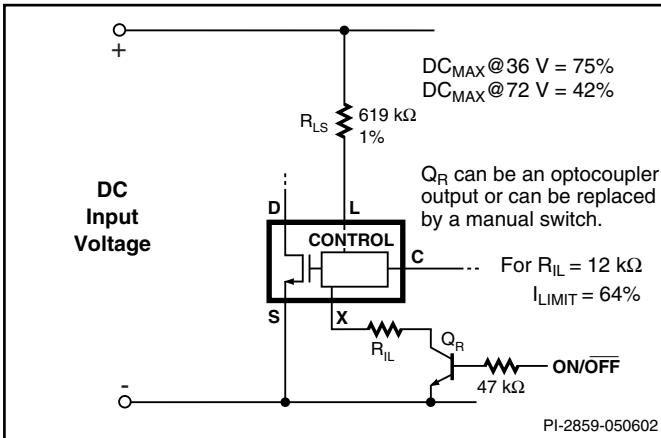 +
DC_MAX@36 V = 75%
DC_MAX@72 V = 42%
R_LS
619 kΩ
1%
Q_R can be an optocoupler
output or can be replaced
by a manual switch.
DC
Input
Voltage
D
L
CONTROL
C
For R_IL = 12 kΩ
I_LIMIT = 64%
S
X
R_IL
Q_R
47 kΩ
ON/OFF
-
PI-2859-050602